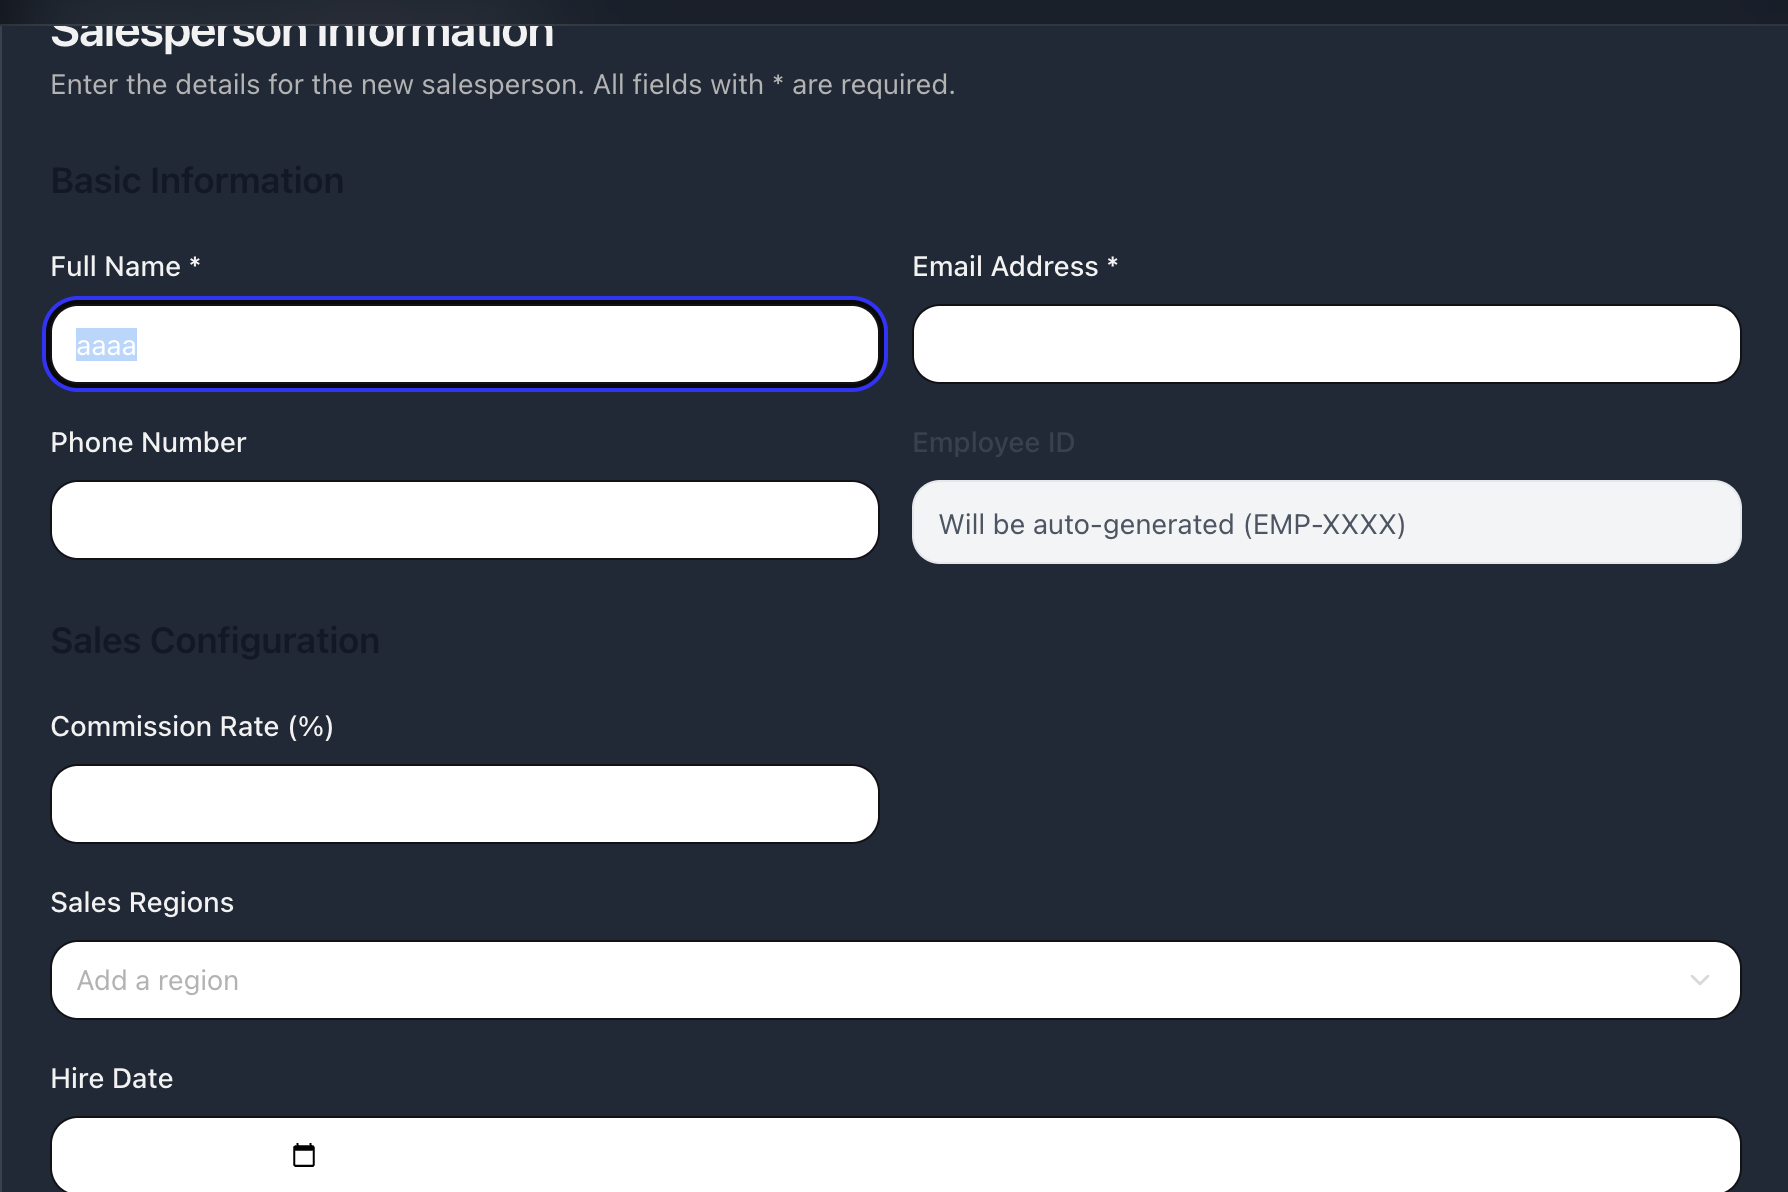 Salesperson Information
Enter the details for the new salesperson. All fields with * are required.
Basic Information
Full Name *
Email Address *
aaaa
Phone Number
Employee ID
Will be auto-generated (EMP-XXXX)
Sales Configuration
Commission Rate (%)
Sales Regions
Add a region
Hire Date